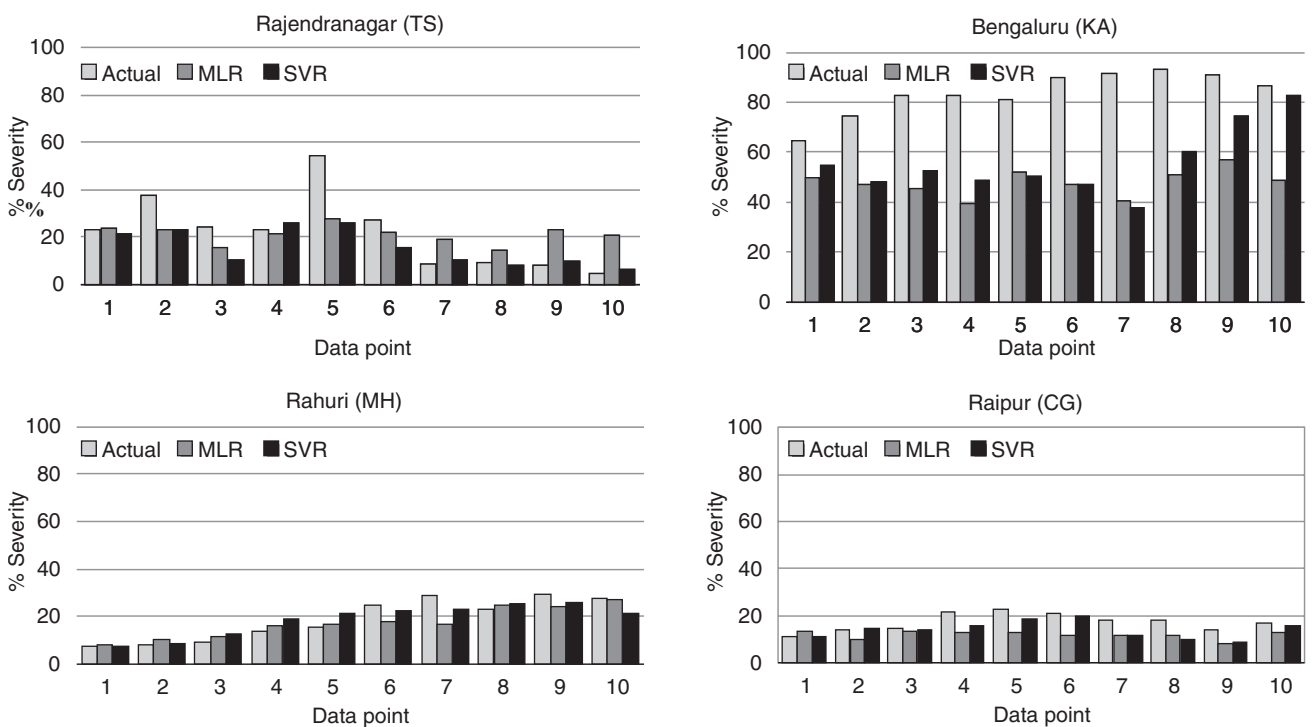 Rajendranagar (TS)
100
80
60
40
20
0
% Severity
%
Actual MLR SVR
1 2 3 4 5 6 7 8 9 10
Data point
Bengaluru (KA)
100
80
60
40
20
0
% Severity
Actual MLR SVR
1 2 3 4 5 6 7 8 9 10
Data point
Rahuri (MH)
100
80
60
40
20
0
% Severity
Actual MLR SVR
1 2 3 4 5 6 7 8 9 10
Data point
Raipur (CG)
100
80
60
40
20
0
% Severity
Actual MLR SVR
1 2 3 4 5 6 7 8 9 10
Data point